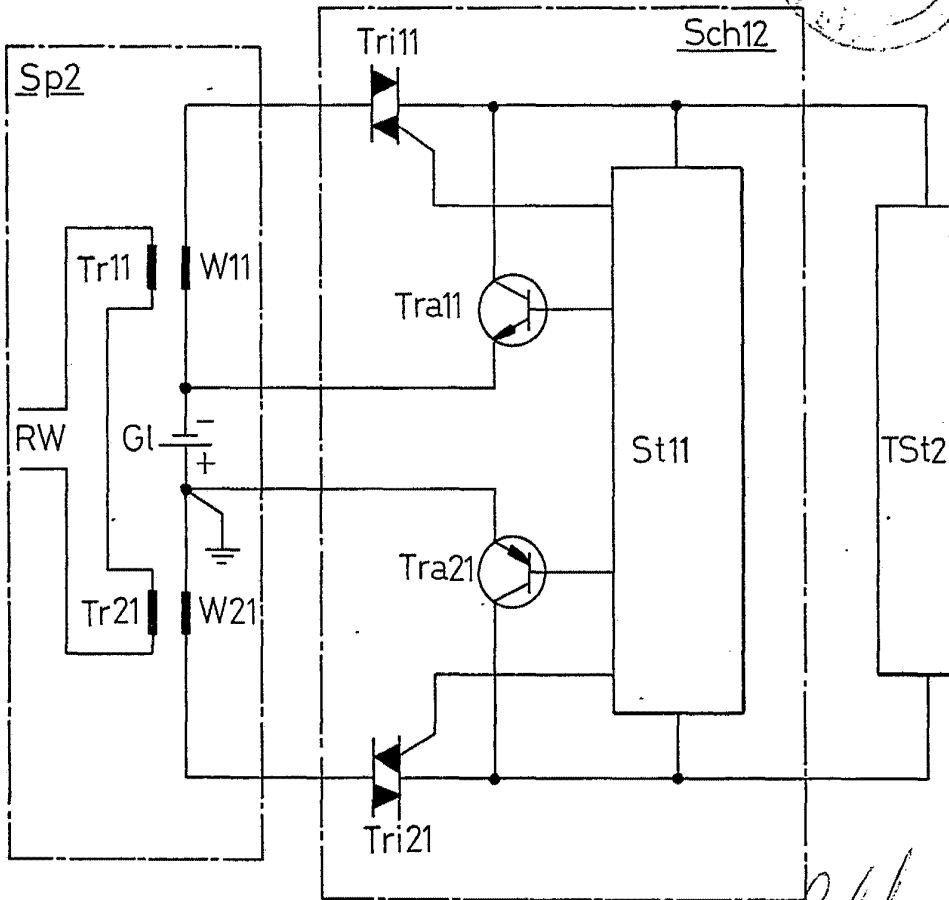 Sp2
Tri11
Sch12
Tr11
W11
Tra11
RW
Gl
−
+
St11
TSt2
Tra21
Tr21
W21
Tri21